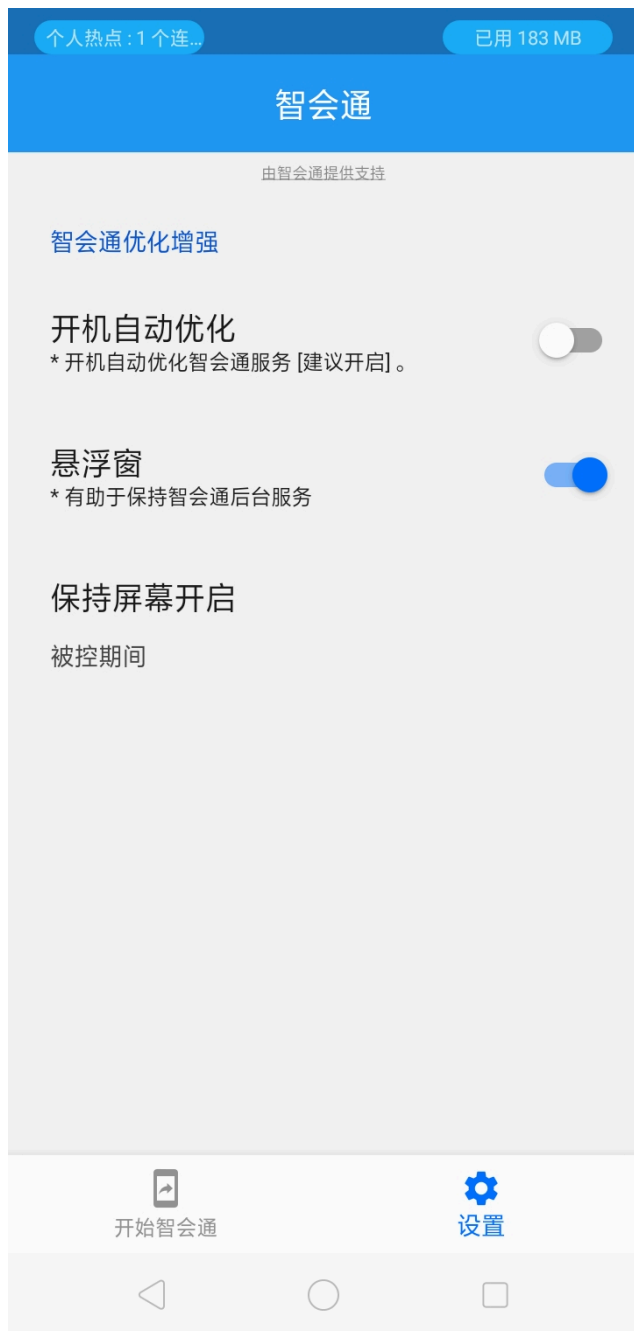 个人热点 : 1 个连...
已用 183 MB
智会通
由智会通提供支持
智会通优化增强
开机自动优化
* 开机自动优化智会通服务 [建议开启] 。
悬浮窗
* 有助于保持智会通后台服务
保持屏幕开启
被控期间
开始智会通
设置